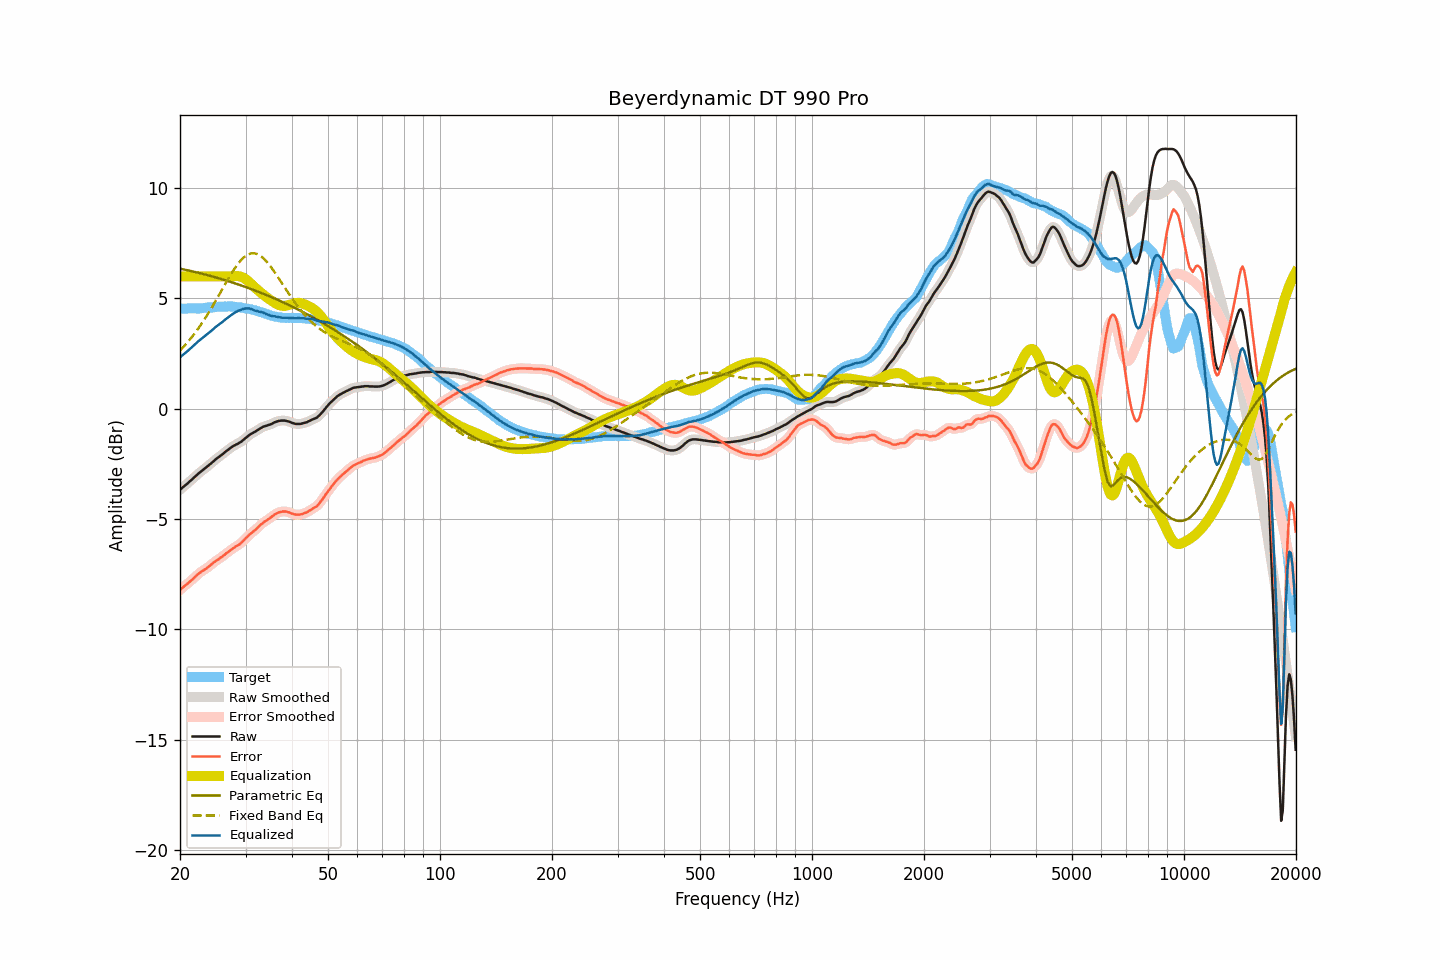 Beyerdynamic DT 990 Pro
Amplitude (dBr)
10
5
0
−5
−10
−15
−20
Target
Raw Smoothed
Error Smoothed
Raw
Error
Equalization
Parametric Eq
Fixed Band Eq
Equalized
20 50 100 200 500 1000 2000 5000 10000 20000
Frequency (Hz)